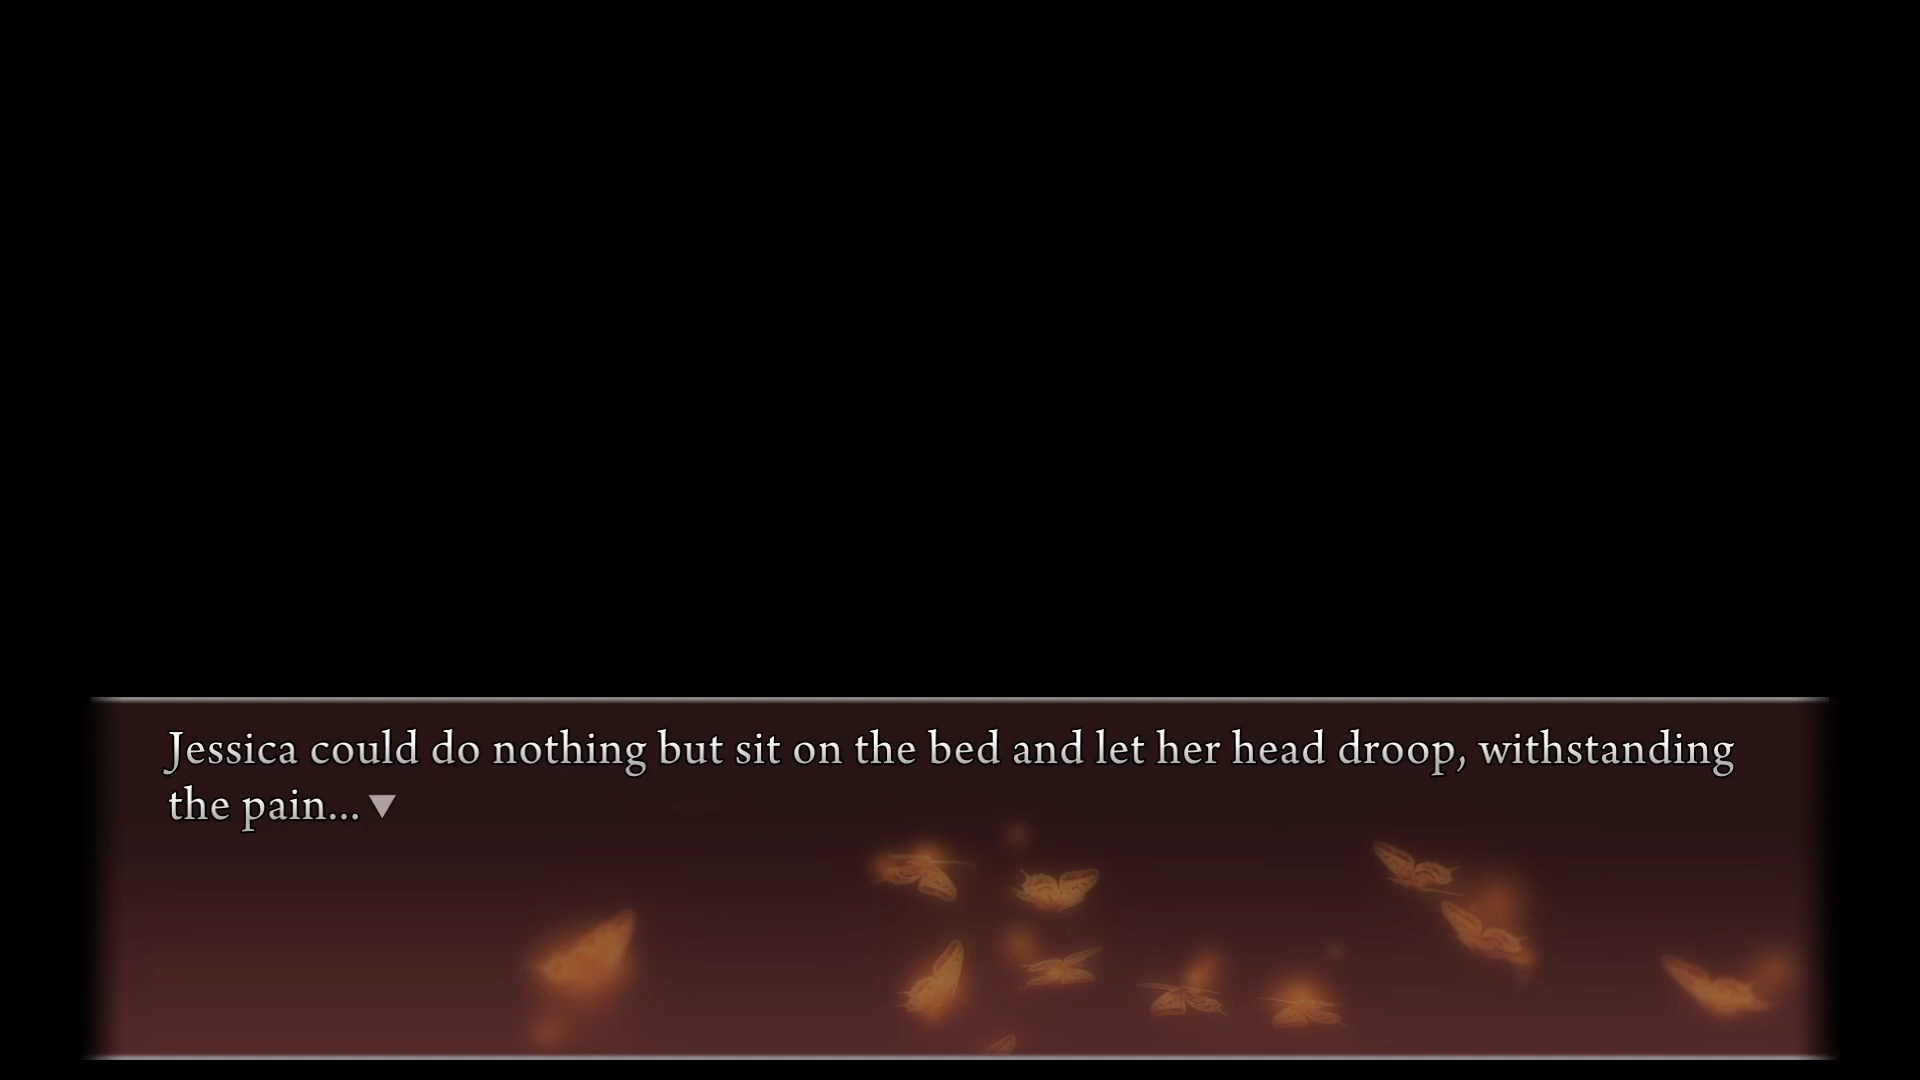 Jessica could do nothing but sit on the bed and let her head droop, withstanding
the pain...